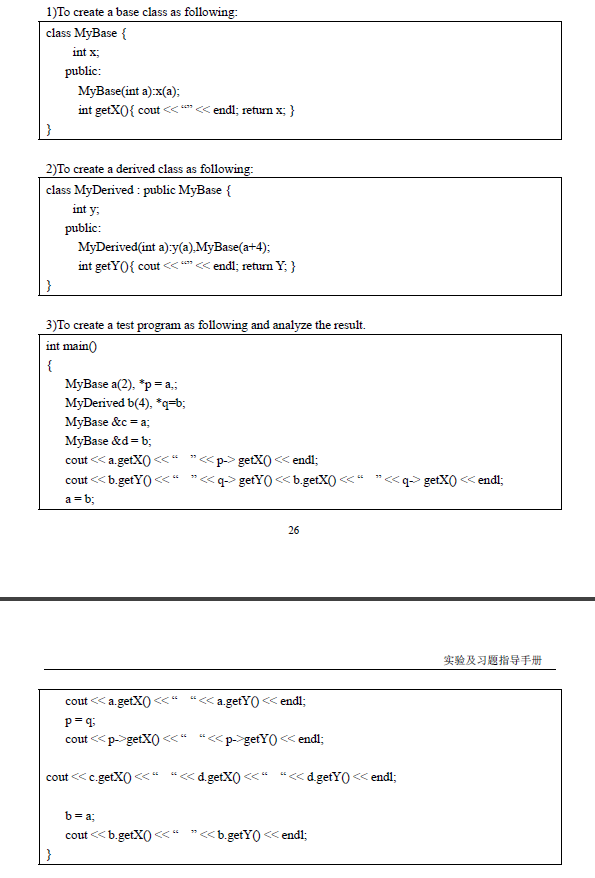 1)To create a base class as following:
class MyBase {
int x;
public:
MyBase(int a):x(a);
int getX(){ cout << “” << endl; return x; }
}
2)To create a derived class as following:
class MyDerived : public MyBase {
int y;
public:
MyDerived(int a):y(a),MyBase(a+4);
int getY(){ cout << “” << endl; return Y; }
}
3)To create a test program as following and analyze the result.
int main()
{
MyBase a(2), *p = a,;
MyDerived b(4), *q=b;
MyBase &c = a;
MyBase &d = b;
cout << a.getX() << “ ” << p-> getX() << endl;
cout << b.getY() << “ ” << q-> getY() << b.getX() << “ ” << q-> getX() << endl;
a = b;
26
实验及习题指导手册
cout << a.getX() << “ “ << a.getY() << endl;
p = q;
cout << p->getX() << “ “ << p->getY() << endl;
cout << c.getX() << “ “ << d.getX() << “ “ << d.getY() << endl;
b = a;
cout << b.getX() << “ ” << b.getY() << endl;
}